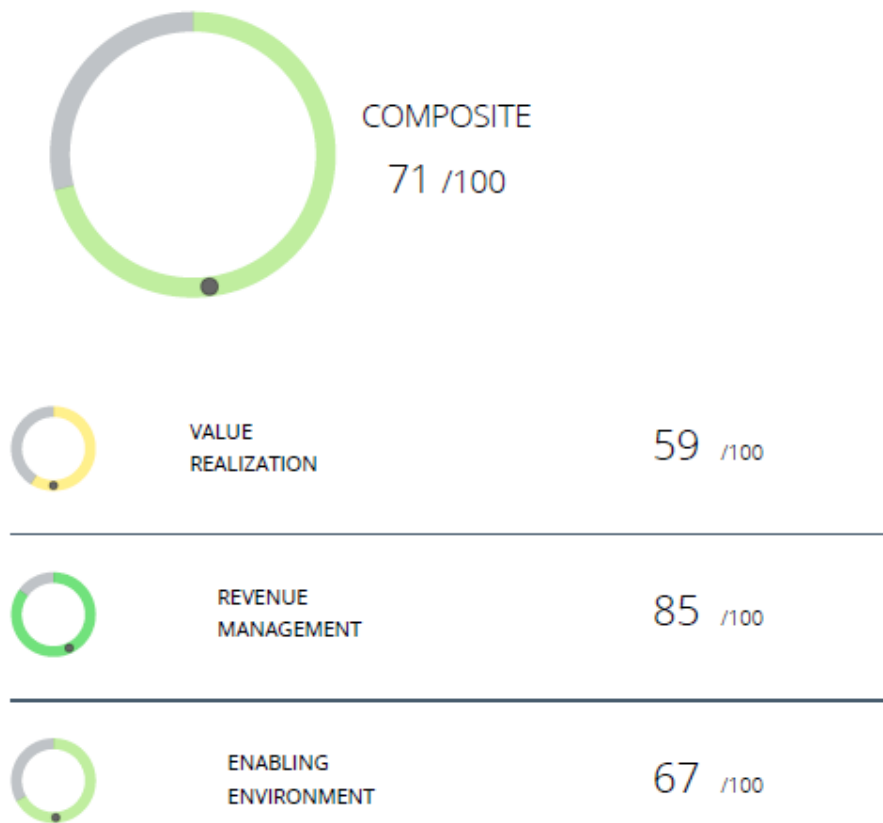 COMPOSITE
71 /100
VALUE
REALIZATION
59 /100
REVENUE
MANAGEMENT
85 /100
ENABLING
ENVIRONMENT
67 /100